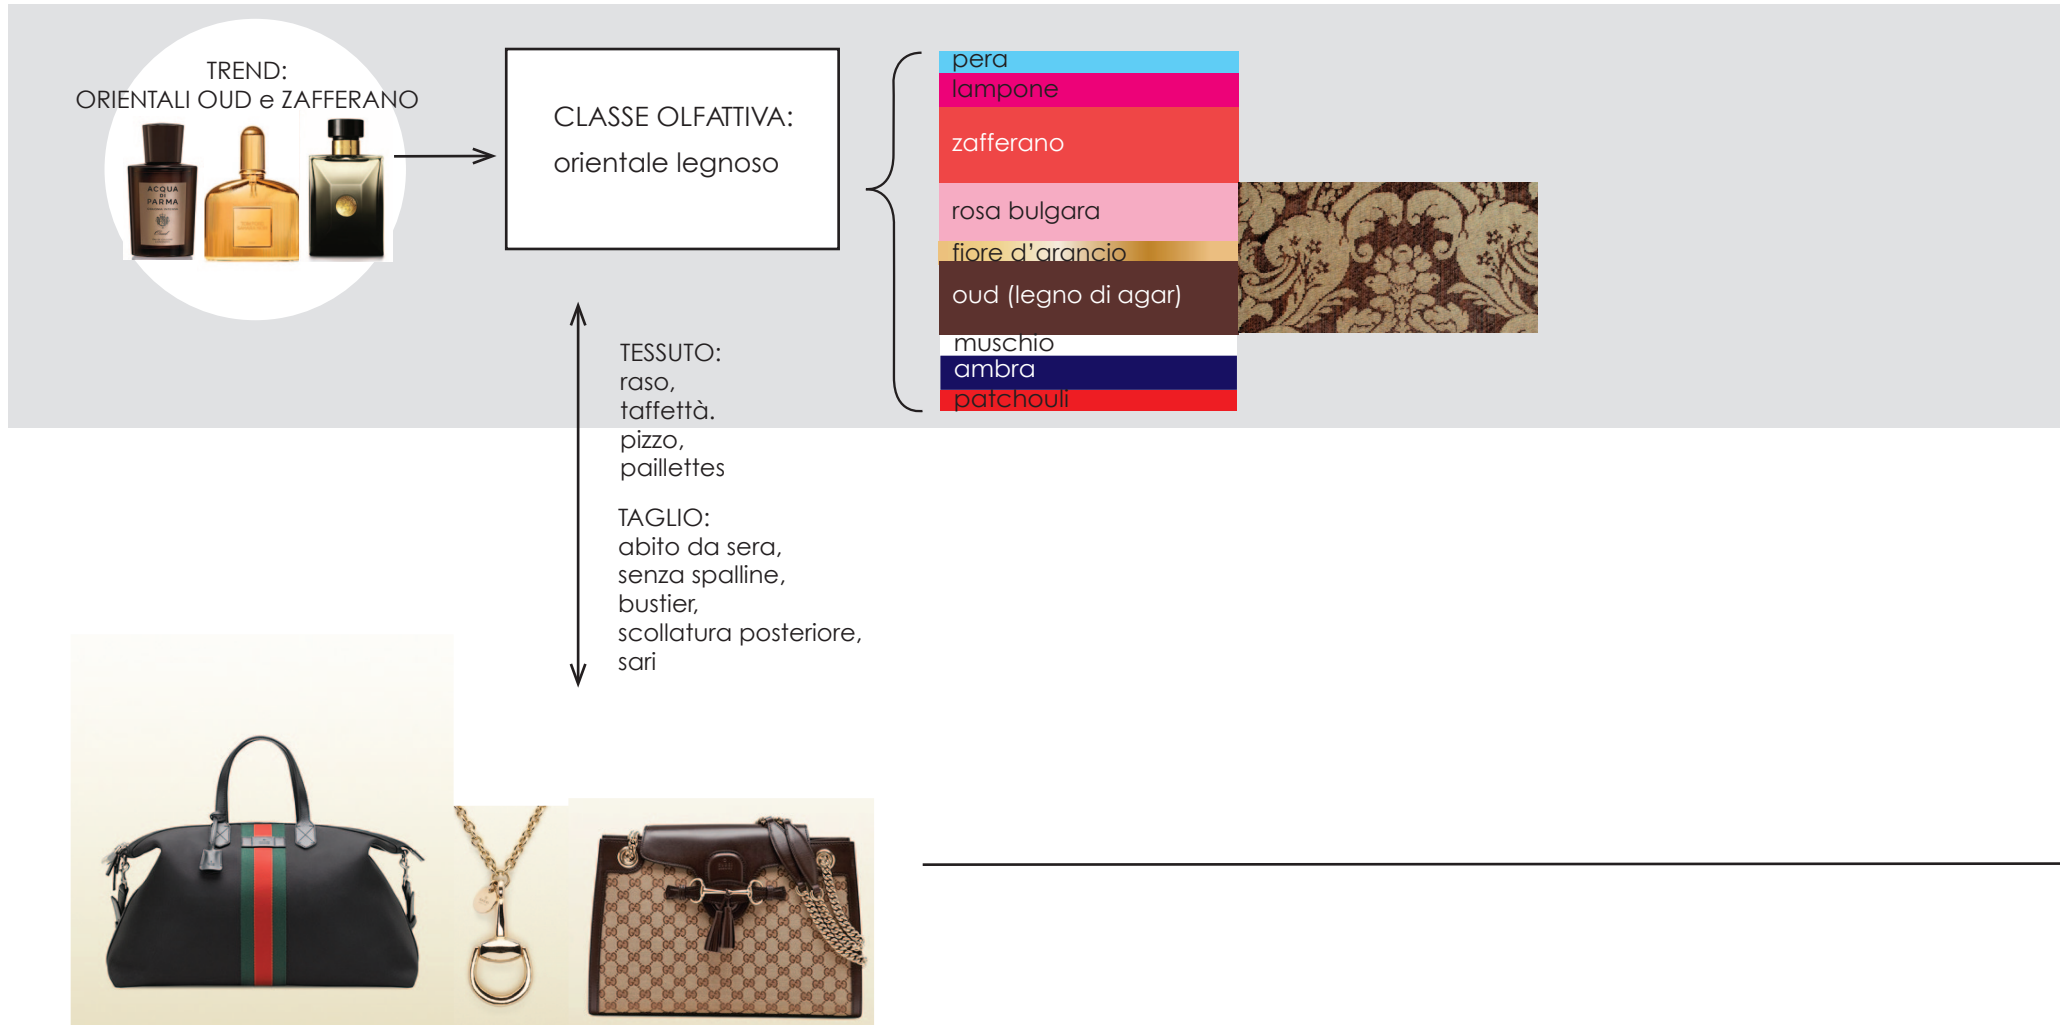 TREND:
ORIENTALI OUD e ZAFFERANO
ACQUA
DI
PARMA
Oud
CLASSE OLFATTIVA:
orientale legnoso
pera
lampone
zafferano
rosa bulgara
fiore d'arancio
oud (legno di agar)
muschio
ambra
patchouli
TESSUTO:
raso,
taffettà.
pizzo,
paillettes
TAGLIO:
abito da sera,
senza spalline,
bustier,
scollatura posteriore,
sari